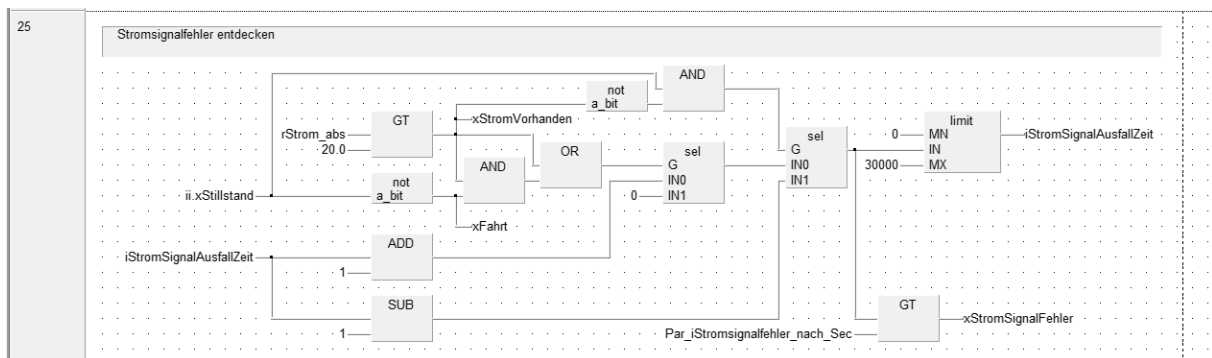 25
Stromsignalfehler entdecken
AND
not
a_bit
GT
xStromVorhanden
rStrom_abs
20.0
limit
0
MN
iStromSignalAusfallZeit
IN
30000
MX
sel
G
IN0
IN1
OR
sel
G
IN0
0
IN1
AND
not
ii.xStillstand
a_bit
xFahrt
ADD
iStromSignalAusfallZeit
1
SUB
1
GT
xStromSignalFehler
Par_iStromsignalfehler_nach_Sec